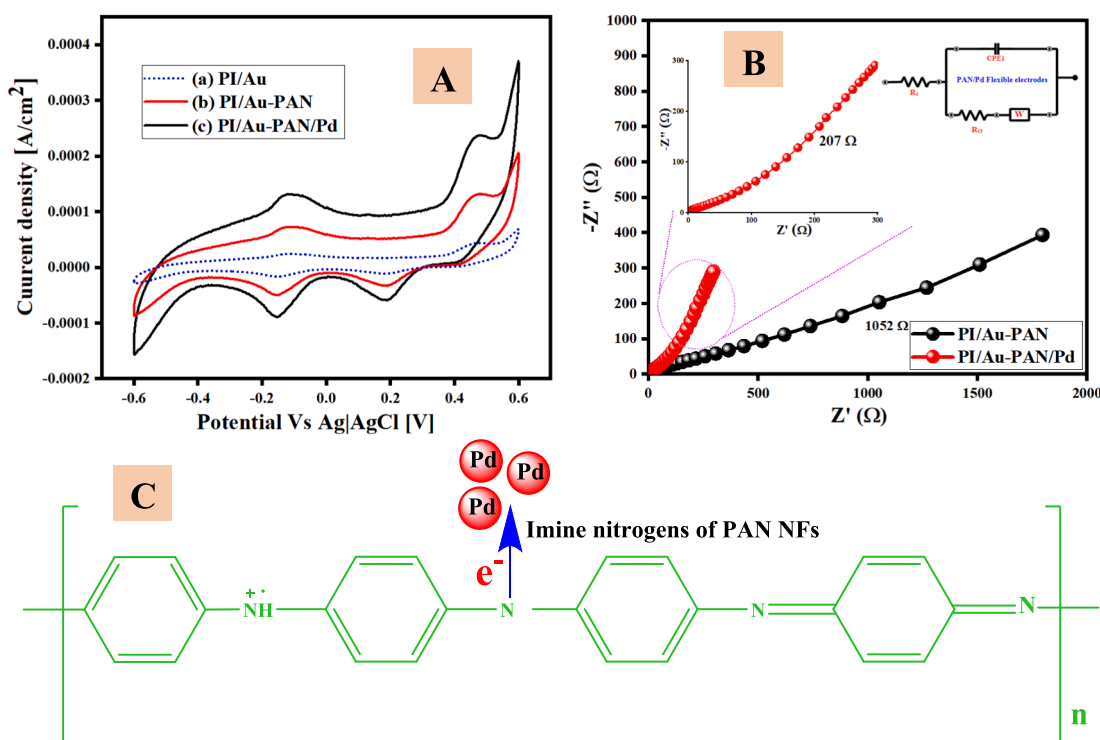 A
(a) PI/Au
(b) PI/Au-PAN
(c) PI/Au-PAN/Pd
Cuurent density [A/cm2]
0.0004
0.0003
0.0002
0.0001
0.0000
-0.0001
-0.0002
-0.6 -0.4 -0.2 0.0 0.2 0.4 0.6
Potential Vs Ag|AgCl [V]
B
-Z'' (Ω)
1000
900
800
700
600
500
400
300
200
100
0
0 500 1000 1500 2000
Z' (Ω)
-Z'' (Ω)
300
200
100
0
0 100 200 300
Z' (Ω)
207 Ω
CPE1
PAN/Pd Flexible electrodes
Rs
Rct
W
1052 Ω
PI/Au-PAN
PI/Au-PAN/Pd
C
Pd
Pd
Pd
Imine nitrogens of PAN NFs
e-
+ ·
NH
N
N
N
n